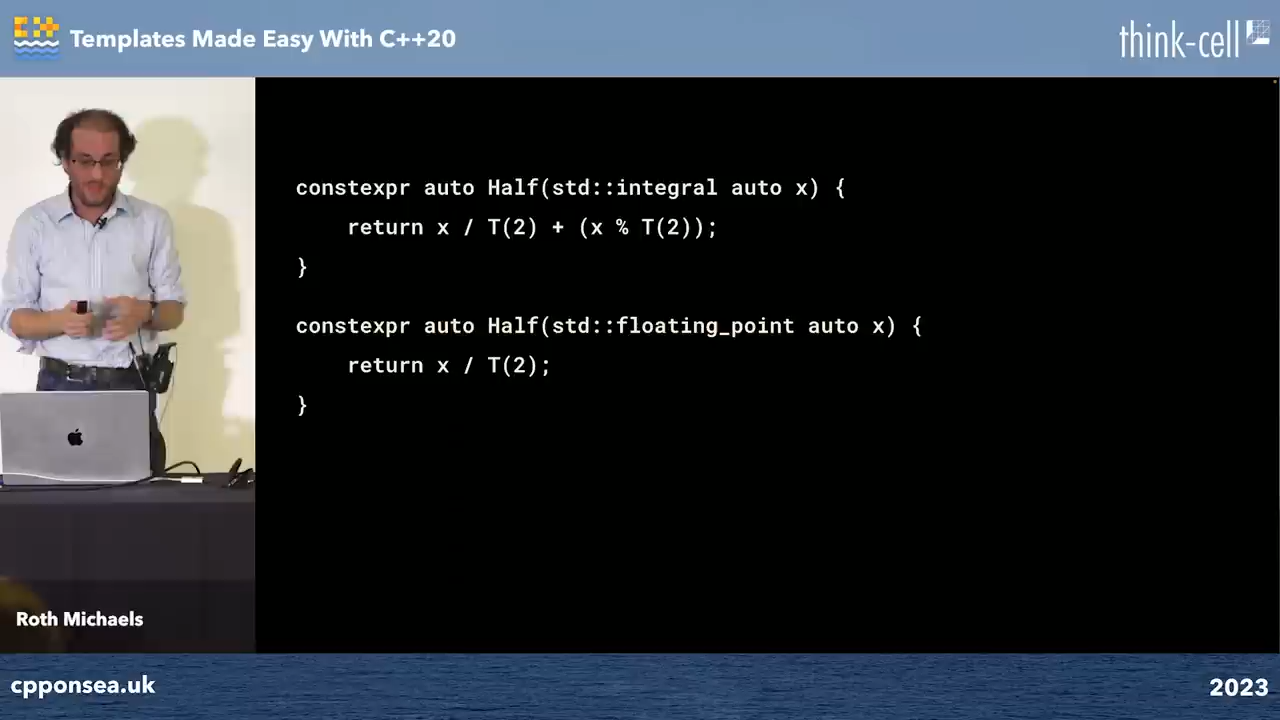 C++
Templates Made Easy With C++20
think-cell
constexpr auto Half(std::integral auto x) {
    return x / T(2) + (x % T(2));
}
constexpr auto Half(std::floating_point auto x) {
    return x / T(2);
}
Roth Michaels
cpponsea.uk
2023